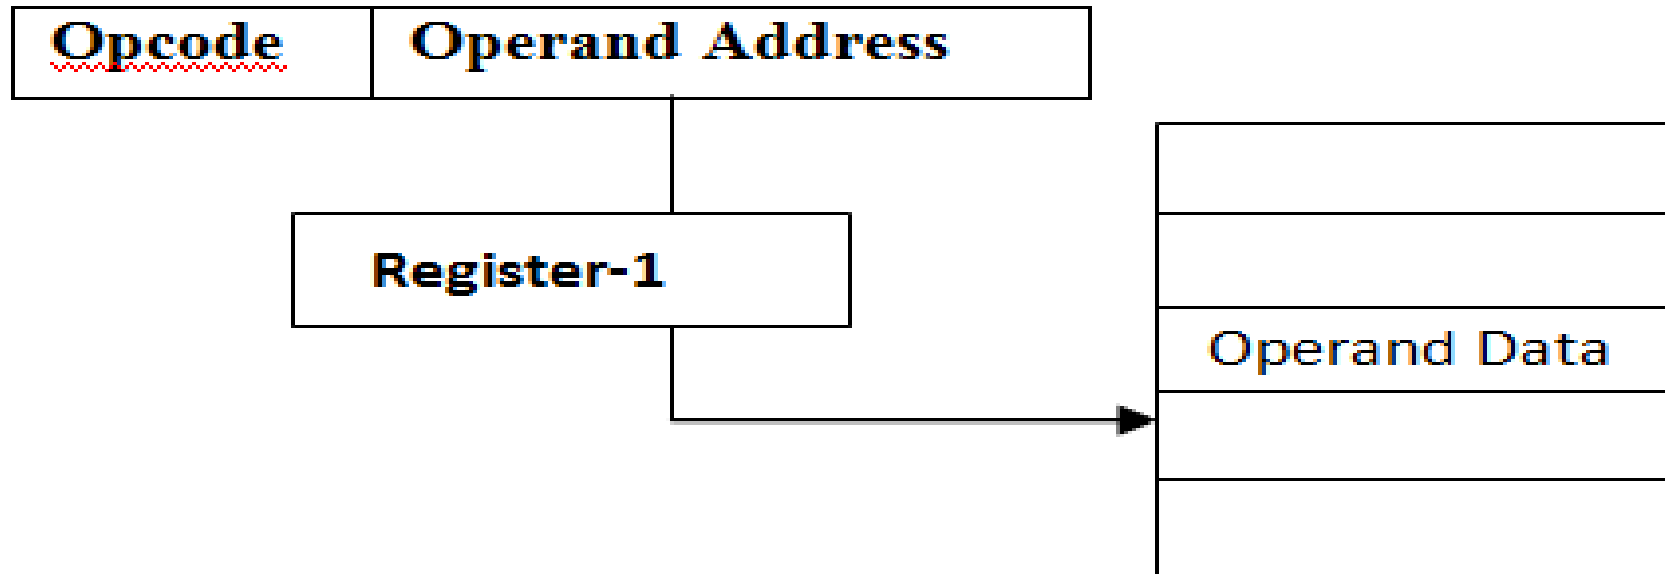 Opcode
Operand Address
Register-1
Operand Data